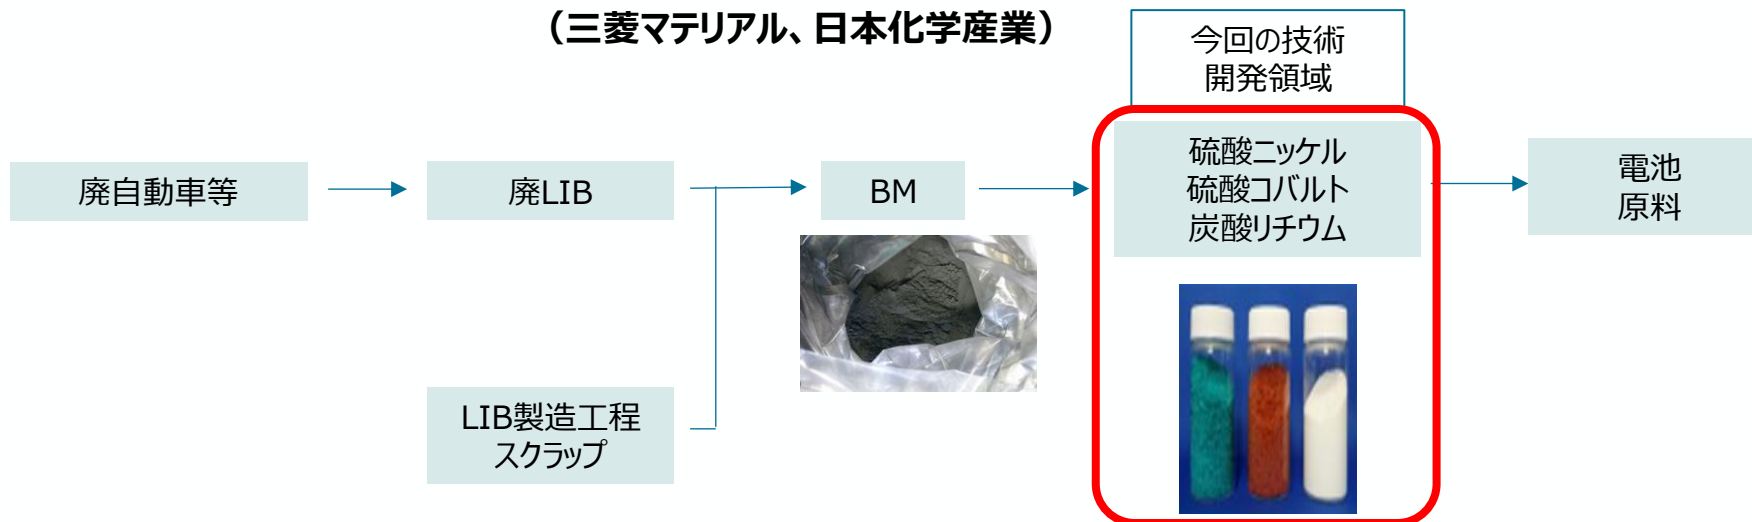 （三菱マテリアル、日本化学産業）
今回の技術
開発領域
廃自動車等
廃LIB
BM
硫酸ニッケル
硫酸コバルト
炭酸リチウム
電池
原料
LIB製造工程
スクラップ